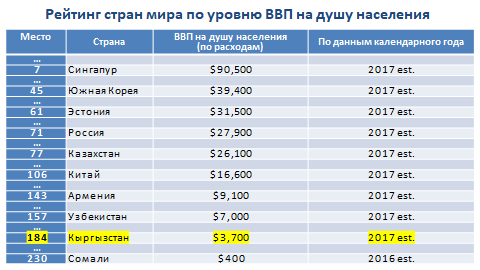 Рейтинг стран мира по уровню ВВП на душу населения
Место Страна ВВП на душу населения (по расходам) По данным календарного года
...
7 Сингапур $90,500 2017 est.
...
45 Южная Корея $39,400 2017 est.
...
61 Эстония $31,500 2017 est.
...
71 Россия $27,900 2017 est.
...
77 Казахстан $26,100 2017 est.
...
106 Китай $16,600 2017 est.
...
143 Армения $9,100 2017 est.
...
157 Узбекистан $7,000 2017 est.
...
184 Кыргызстан $3,700 2017 est.
...
230 Сомали $400 2016 est.